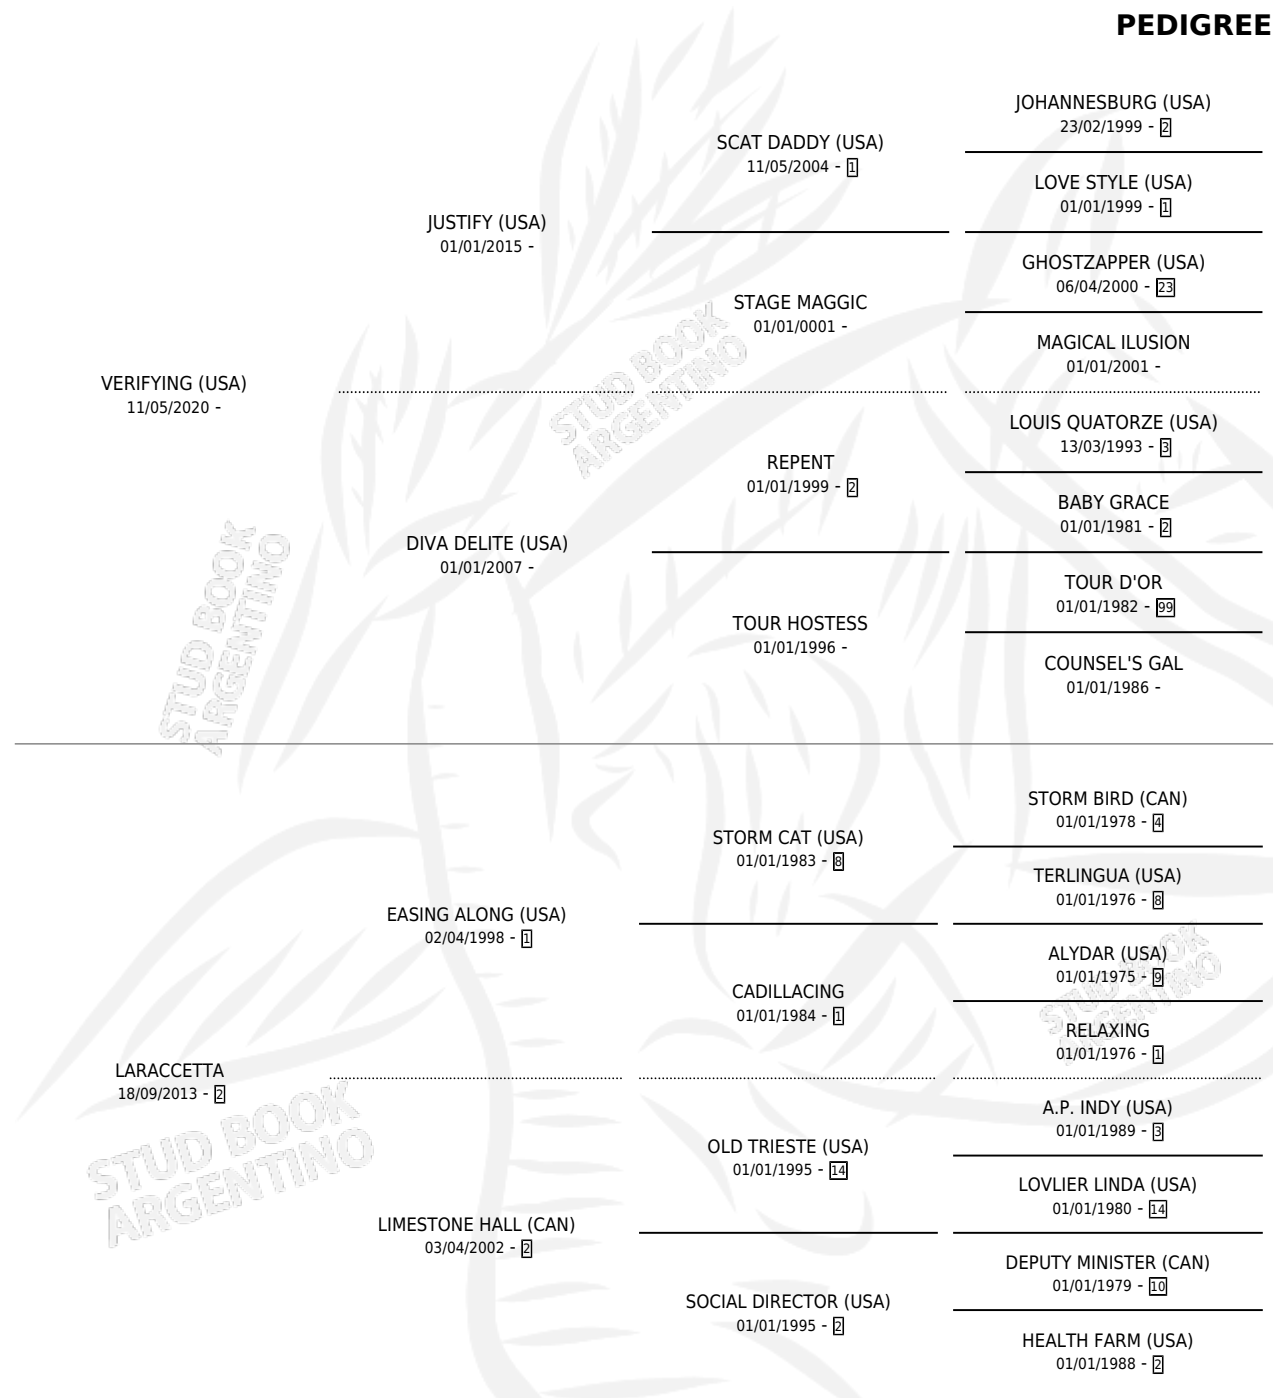 PEDIGREE
JOHANNESBURG (USA)
23/02/1999 - 2
SCAT DADDY (USA)
11/05/2004 - 1
LOVE STYLE (USA)
01/01/1999 - 1
JUSTIFY (USA)
01/01/2015 -
GHOSTZAPPER (USA)
06/04/2000 - 23
STAGE MAGGIC
01/01/0001 -
MAGICAL ILUSION
01/01/2001 -
VERIFYING (USA)
11/05/2020 -
LOUIS QUATORZE (USA)
13/03/1993 - 3
REPENT
01/01/1999 - 2
BABY GRACE
01/01/1981 - 2
DIVA DELITE (USA)
01/01/2007 -
TOUR D'OR
01/01/1982 - 99
TOUR HOSTESS
01/01/1996 -
COUNSEL'S GAL
01/01/1986 -
STORM BIRD (CAN)
01/01/1978 - 4
STORM CAT (USA)
01/01/1983 - 8
TERLINGUA (USA)
01/01/1976 - 8
EASING ALONG (USA)
02/04/1998 - 1
ALYDAR (USA)
01/01/1975 - 9
CADILLACING
01/01/1984 - 1
RELAXING
01/01/1976 - 1
LARACCETTA
18/09/2013 - 2
A.P. INDY (USA)
01/01/1989 - 3
OLD TRIESTE (USA)
01/01/1995 - 14
LOVLIER LINDA (USA)
01/01/1980 - 14
LIMESTONE HALL (CAN)
03/04/2002 - 2
DEPUTY MINISTER (CAN)
01/01/1979 - 10
SOCIAL DIRECTOR (USA)
01/01/1995 - 2
HEALTH FARM (USA)
01/01/1988 - 2
STUD BOOK
ARGENTINO
STUD BOOK
ARGENTINO
STUD BOOK
ARGENTINO
STUD BOOK
ARGENTINO